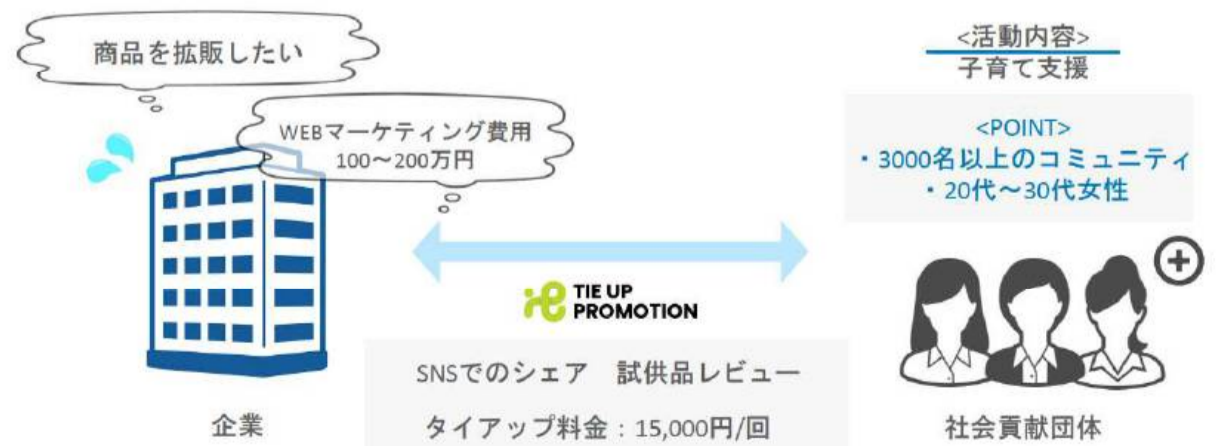 商品を拡販したい
WEBマーケティング費用
100〜200万円
<活動内容>
子育て支援
<POINT>
・3000名以上のコミュニティ
・20代〜30代女性
TIE UP
PROMOTION
SNSでのシェア　試供品レビュー
タイアップ料金：15,000円/回
企業
社会貢献団体